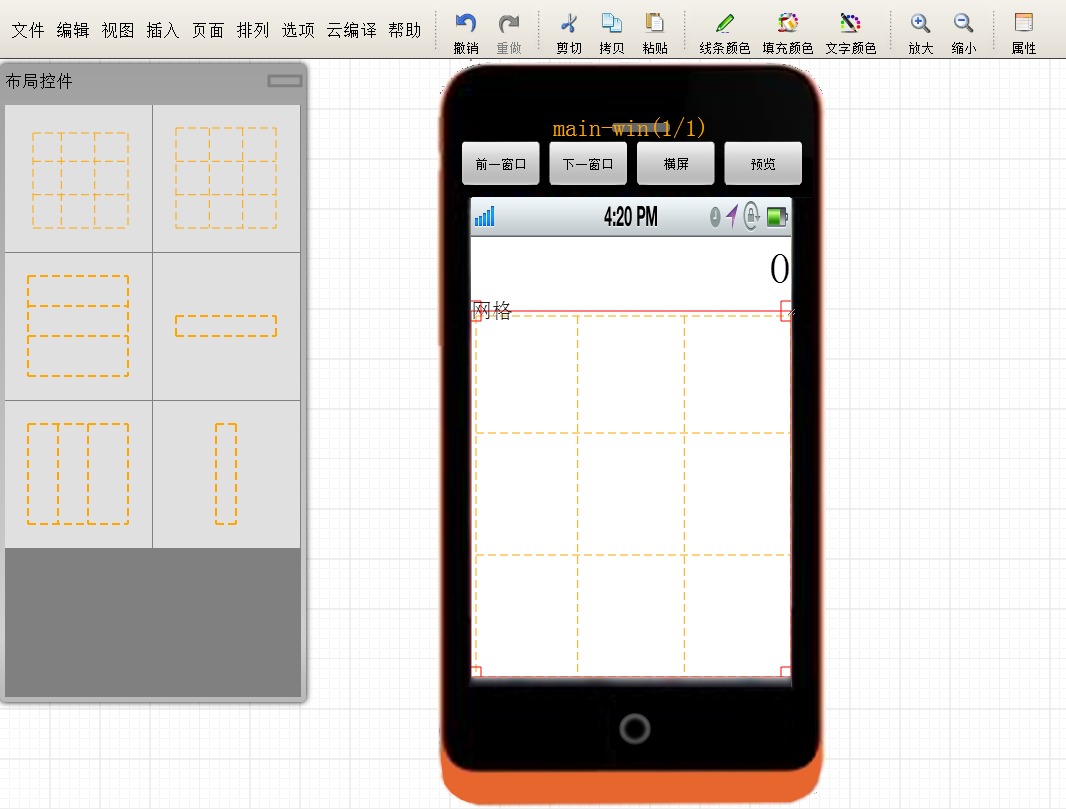 文件 编辑 视图 插入 页面 排列 选项 云编译 帮助
撤销 重做 剪切 拷贝 粘贴 线条颜色 填充颜色 文字颜色 放大 缩小 属性
布局控件
main-win(1/1)
前一窗口 下一窗口 横屏 预览
4:20 PM
0
网格